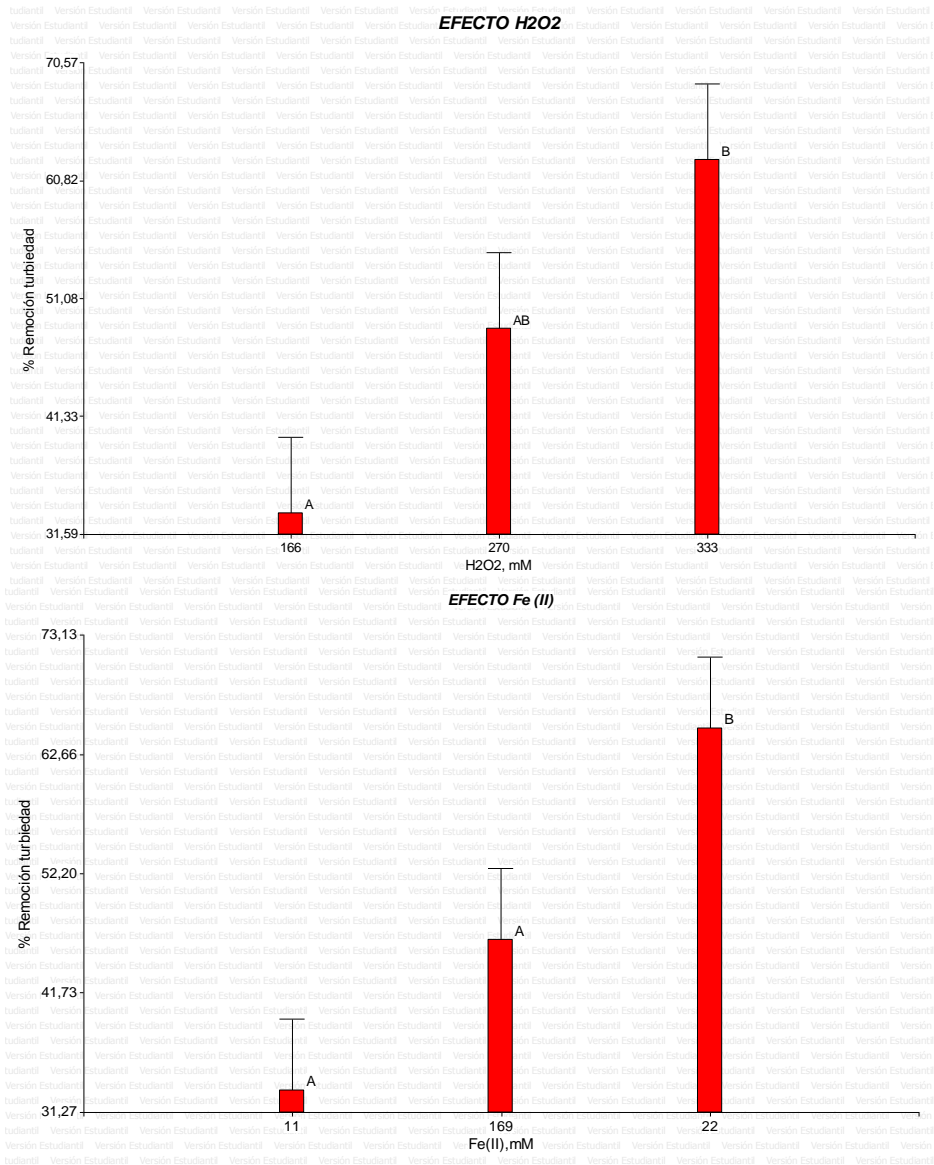 EFECTO H2O2
70,57
60,82
51,08
41,33
31,59
% Remoción turbiedad
A
AB
B
166
270
333
H2O2, mM
EFECTO Fe (II)
73,13
62,66
52,20
41,73
31,27
% Remoción turbiedad
A
A
B
11
169
22
Fe(II),mM
Versión Estudiantil